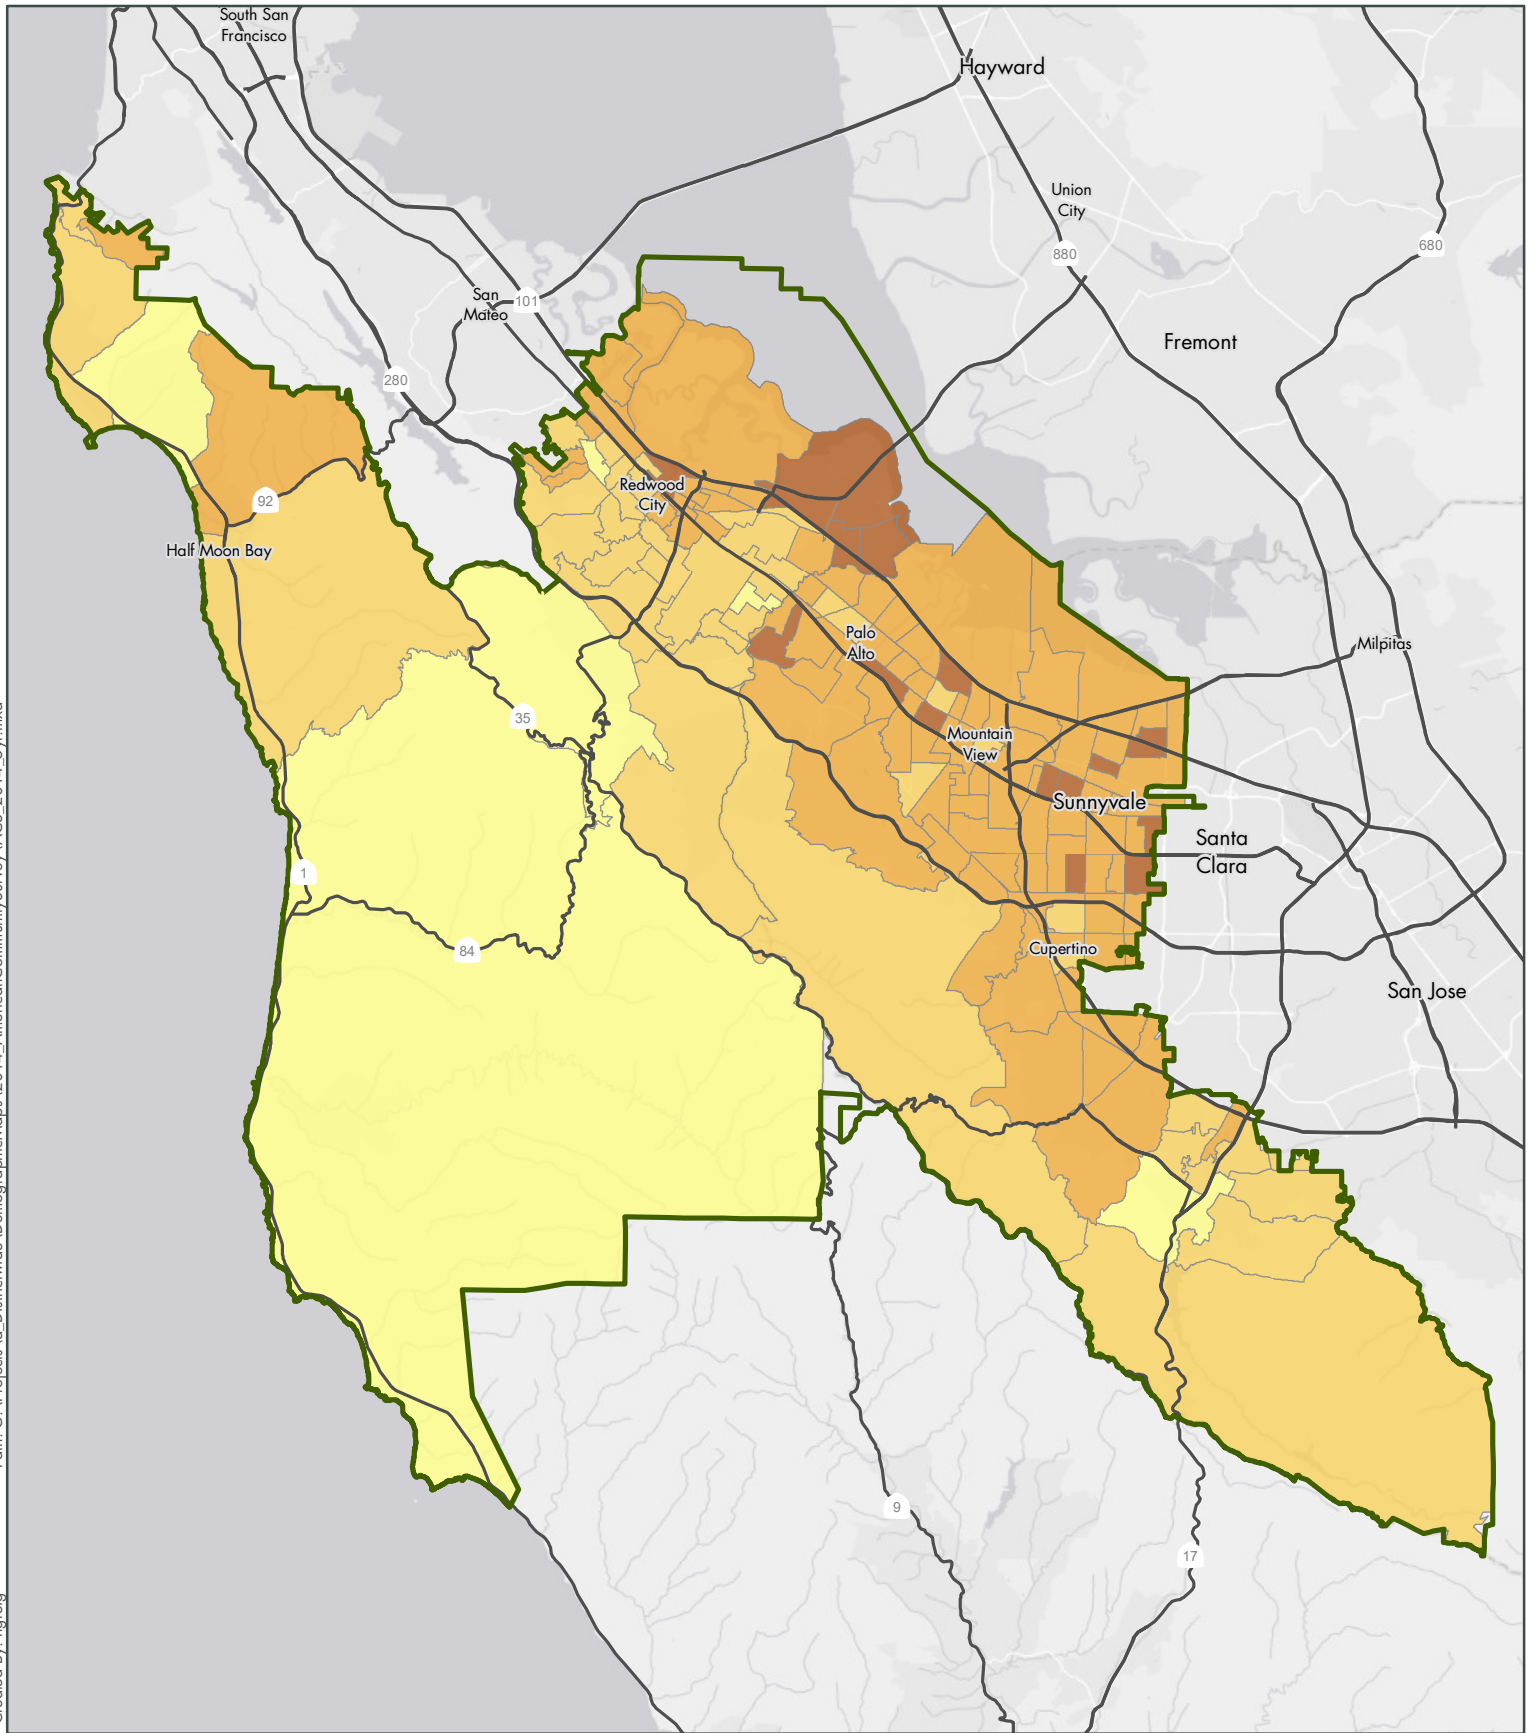 South San
Francisco
Hayward
Union
City
880
680
San
Mateo
101
Fremont
280
Redwood
City
92
Half Moon Bay
Palo
Alto
Milpitas
35
Mountain
View
Sunnyvale
Santa
Clara
1
84
Cupertino
San Jose
9
17